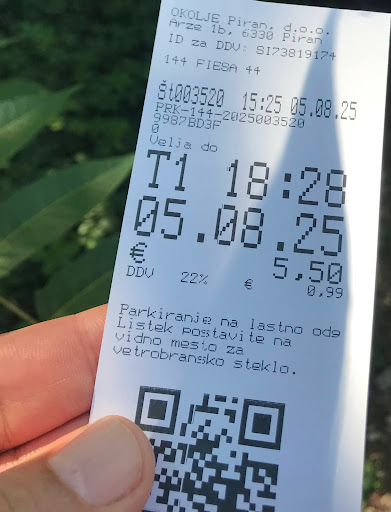 OKOLJE Piran, d.o.o.
Arze 1b, 6330 Piran
ID za DDV: SI73819174
144 FIESA 44
Št003520 15:25 05.08.25
PRK-144-2025003520
9987BD3F
0
Velja do
T1 18:28
05.08.25
€ 5,50
DDV 22% € 0,99
Parkiranje na lastno odg
Listek postavite na
vidno mesto za
vetrobransko steklo.